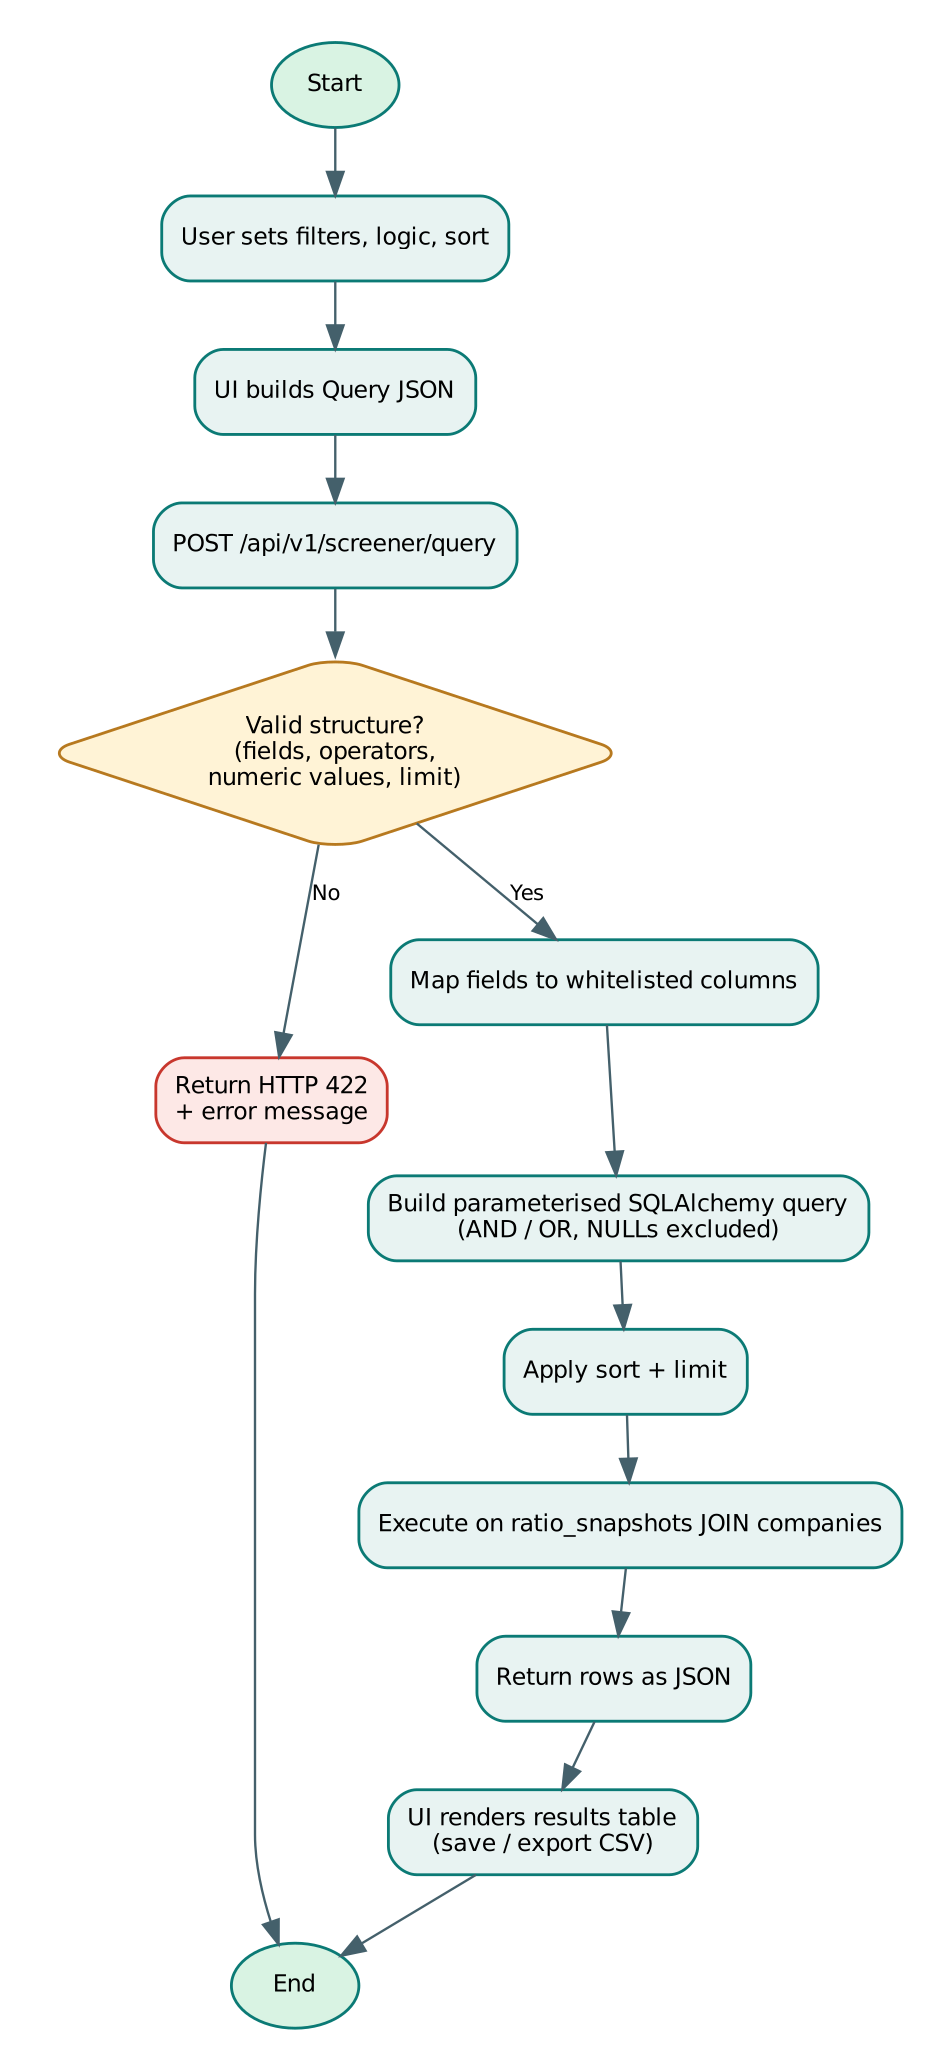 Start
User sets filters, logic, sort
UI builds Query JSON
POST /api/v1/screener/query
Valid structure?
(fields, operators,
numeric values, limit)
No
Yes
Map fields to whitelisted columns
Return HTTP 422
+ error message
Build parameterised SQLAlchemy query
(AND / OR, NULLs excluded)
Apply sort + limit
Execute on ratio_snapshots JOIN companies
Return rows as JSON
UI renders results table
(save / export CSV)
End